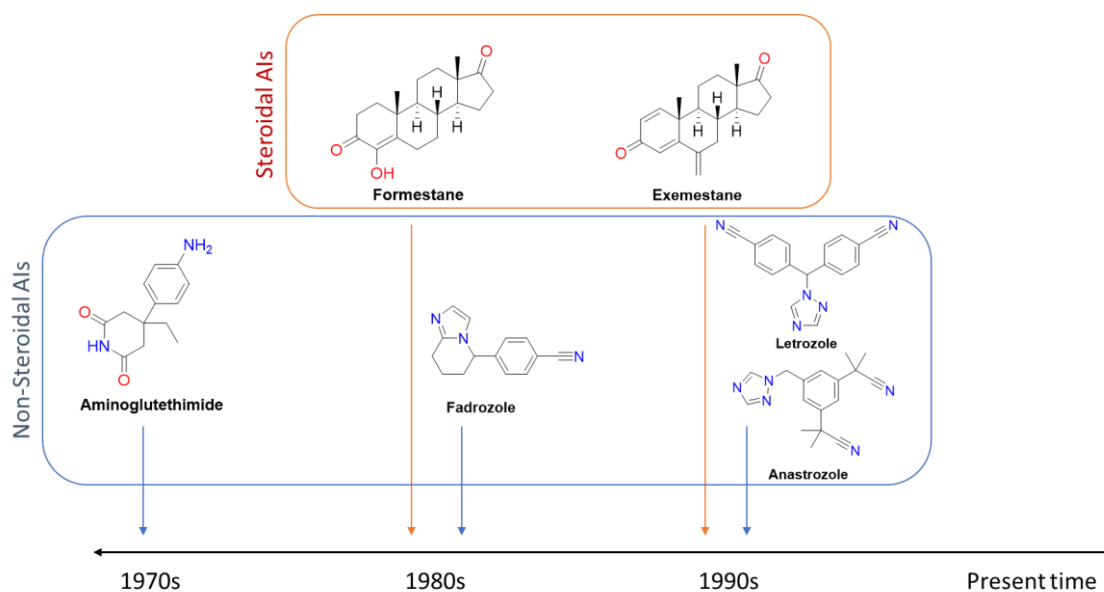 Steroidal AIs
O
H
H
H
O
OH
Formestane
O
H
H
H
O
Exemestane
Non-Steroidal AIs
NH2
O
HN
O
Aminoglutethimide
N
N
N
Fadrozole
N
N
N
N
N
Letrozole
N
N
N
N
N
Anastrozole
1970s
1980s
1990s
Present time